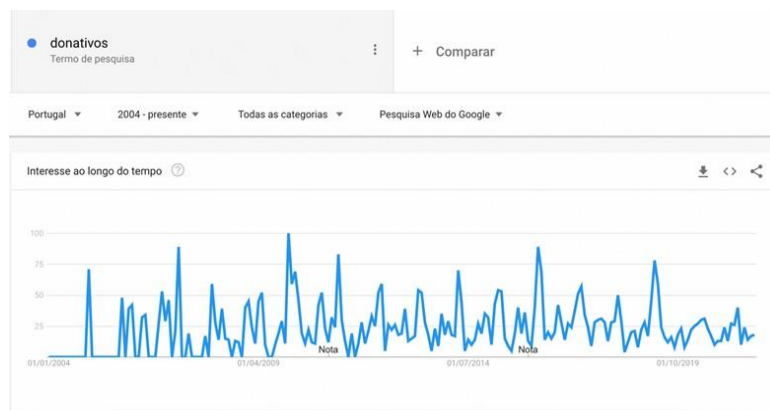 donativos
Termo de pesquisa
+ Comparar
Portugal
2004 - presente
Todas as categorias
Pesquisa Web do Google
Interesse ao longo do tempo
100
75
50
25
Nota
Nota
01/01/2004
01/04/2009
01/07/2014
01/10/2019